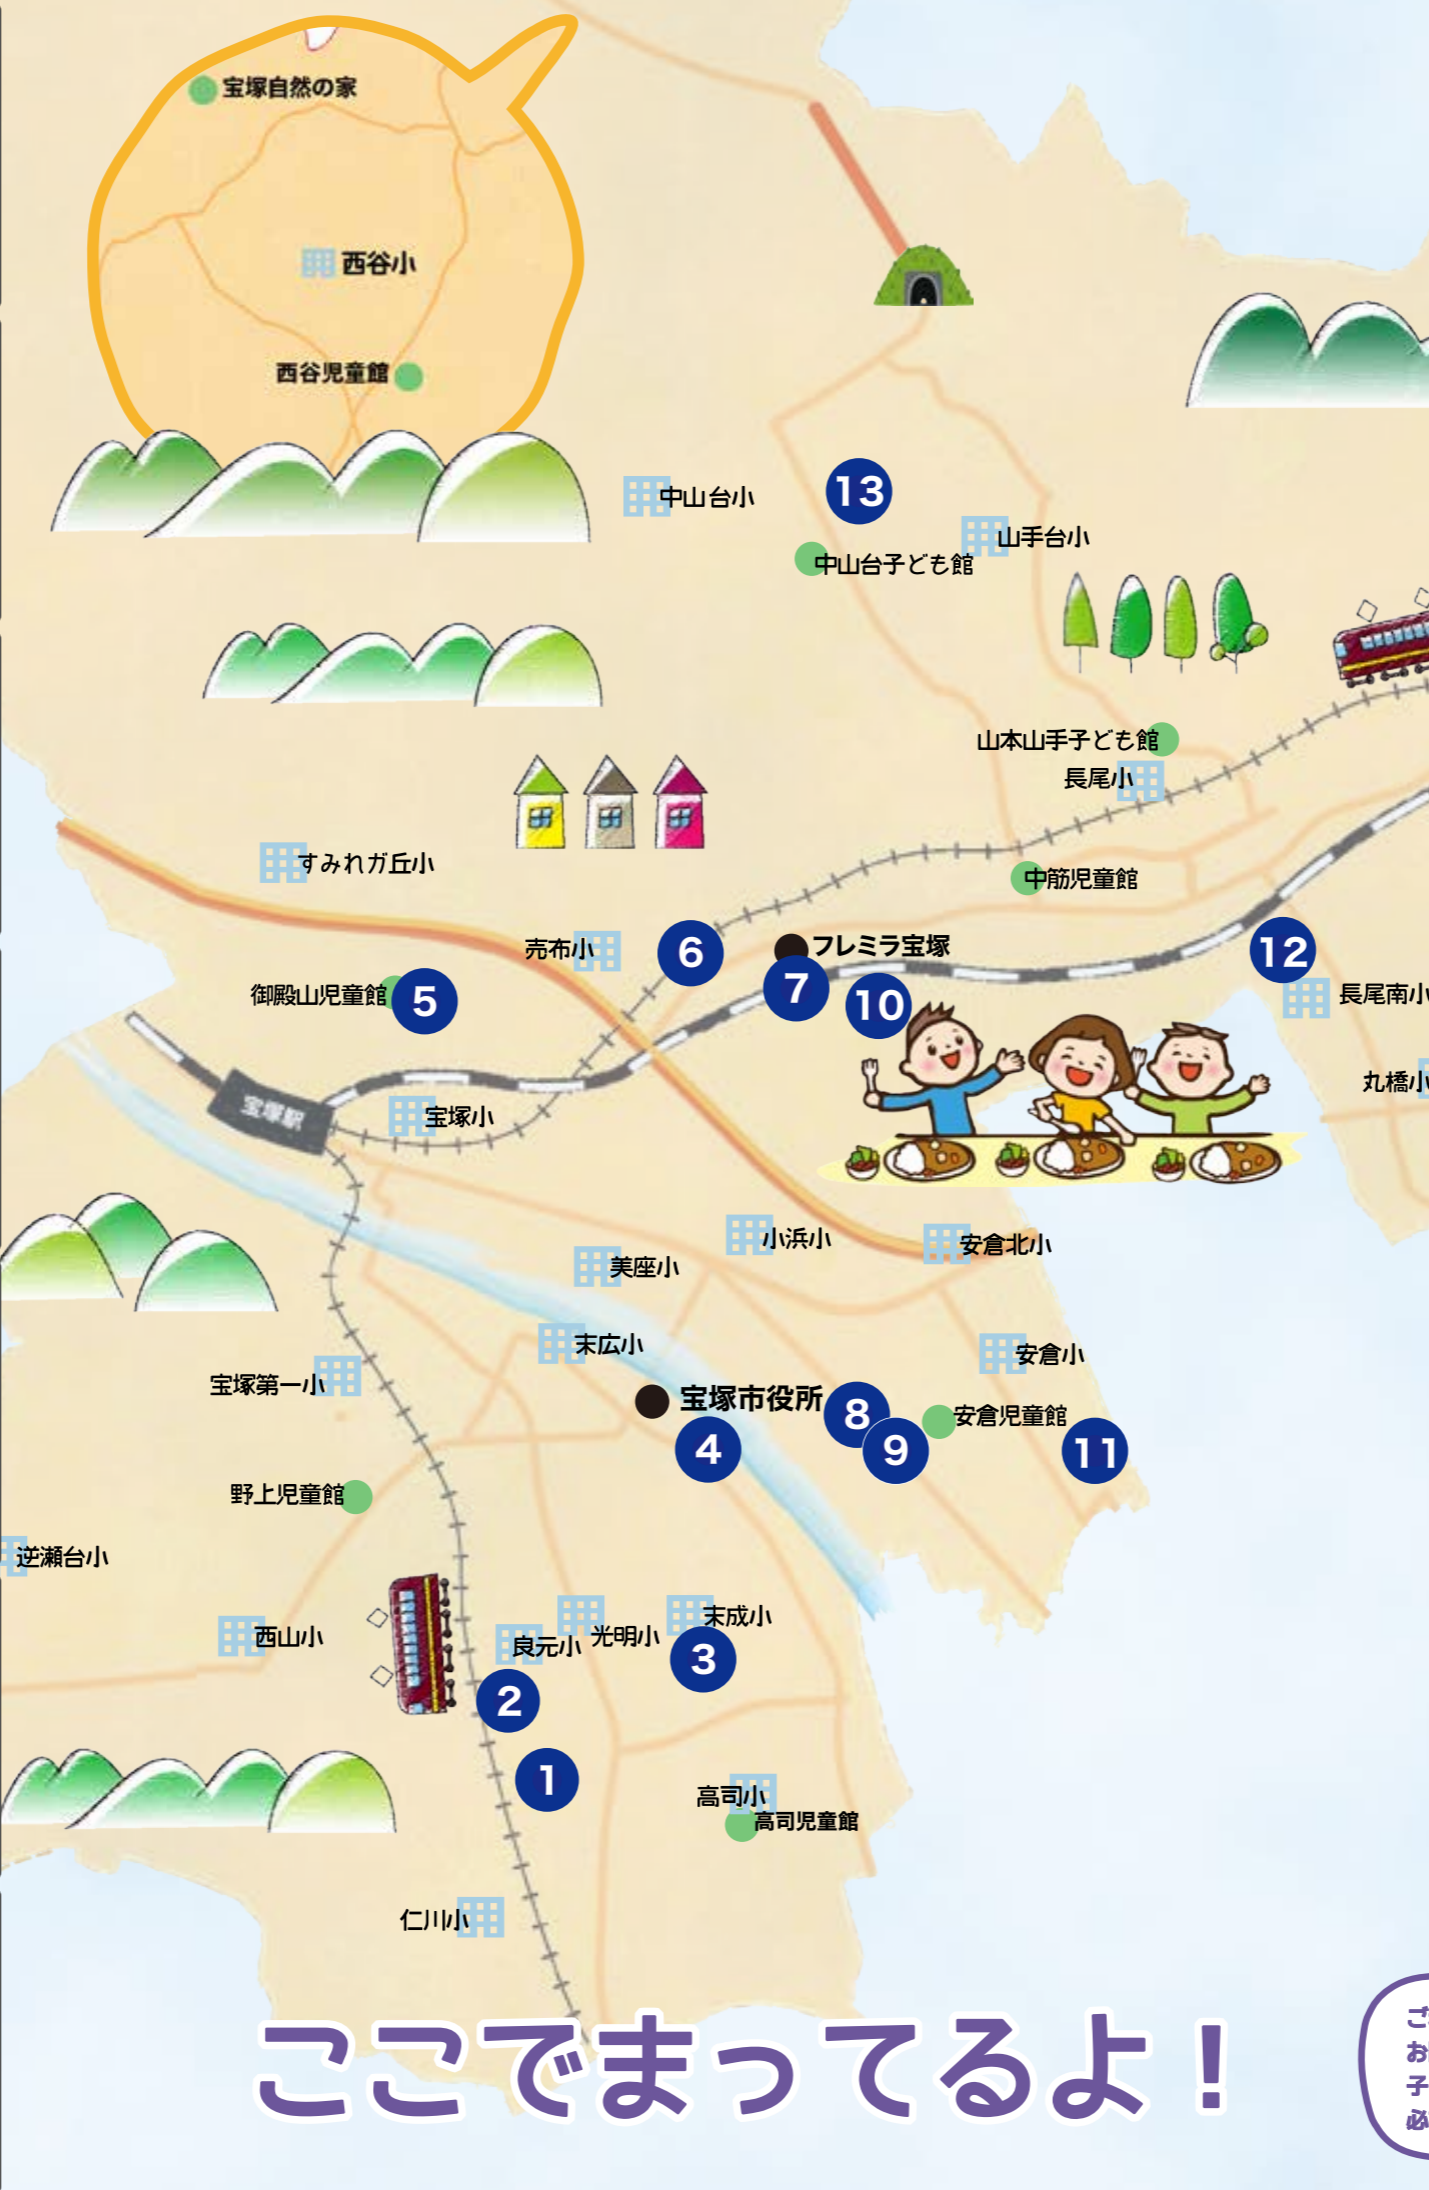 宝塚自然の家
西谷小
西谷児童館
中山台小
13
山手台小
中山台子ども館
山本山手子ども館
長尾小
すみれガ丘小
中筋児童館
売布小
6
フレミラ宝塚
12
7
10
御殿山児童館
5
長尾南小
丸橋小
宝塚駅
宝塚小
小浜小
安倉北小
美座小
末広小
安倉小
宝塚第一小
宝塚市役所
8
安倉児童館
4
9
11
野上児童館
逆瀬台小
西山小
良元小
光明小
末成小
3
2
1
高司小
高司児童館
仁川小
ここでまってるよ！
ご
お
子
必